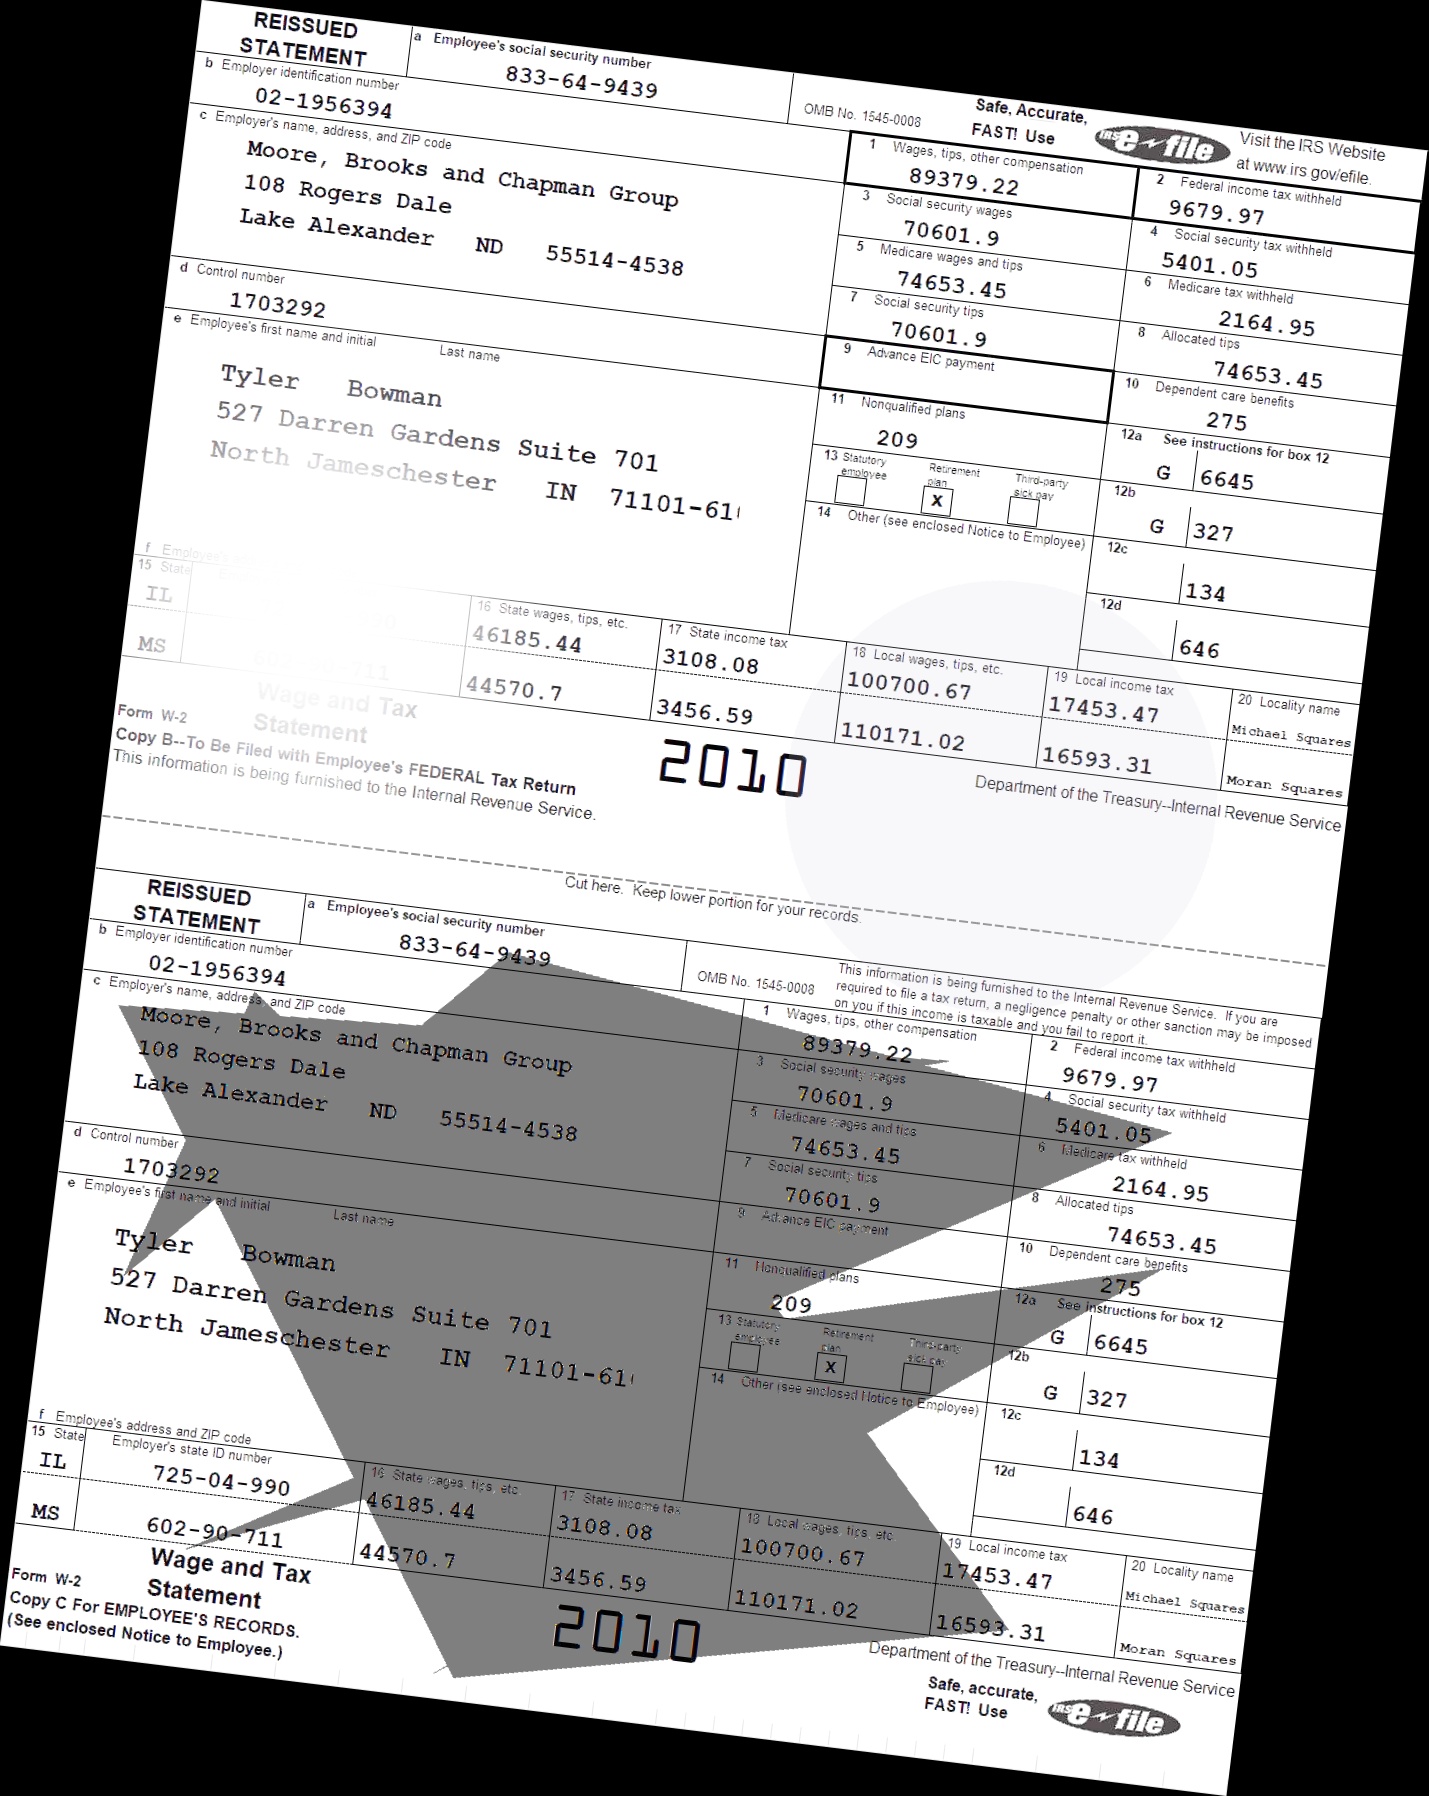 REISSUED
STATEMENT
a Employee's social security number
833-64-9439
OMB No. 1545-0008
Safe, Accurate,
FAST! Use
IRS e-file
Visit the IRS Website
at www irs gov/efile.
b Employer identification number
02-1956394
c Employer's name, address, and ZIP code
Moore, Brooks and Chapman Group
108 Rogers Dale
Lake Alexander ND 55514-4538
d Control number
1703292
e Employee's first name and initial Last name
Tyler Bowman
527 Darren Gardens Suite 701
North Jameschester IN 71101-61
f Employee's
1 Wages, tips, other compensation
89379.22
2 Federal income tax withheld
9679.97
3 Social security wages
70601.9
4 Social security tax withheld
5401.05
5 Medicare wages and tips
74653.45
6 Medicare tax withheld
2164.95
7 Social security tips
70601.9
8 Allocated tips
74653.45
9 Advance EIC payment
10 Dependent care benefits
275
11 Nonqualified plans
209
12a See instructions for box 12
G 6645
13 Statutory employee
Retirement plan
X
Third-party sick pay
12b
G 327
14 Other (see enclosed Notice to Employee)
12c
134
12d
646
15 State
IL
MS
602-90-711
16 State wages, tips, etc.
46185.44
44570.7
17 State income tax
3108.08
3456.59
18 Local wages, tips, etc.
100700.67
110171.02
19 Local income tax
17453.47
16593.31
20 Locality name
Michael Squares
Moran Squares
Form W-2
Wage and Tax
Statement
2010
Copy B--To Be Filed with Employee's FEDERAL Tax Return
This information is being furnished to the Internal Revenue Service.
Department of the Treasury--Internal Revenue Service
Cut here. Keep lower portion for your records.
REISSUED
STATEMENT
a Employee's social security number
833-64-9439
OMB No. 1545-0008
This information is being furnished to the Internal Revenue Service. If you are
required to file a tax return, a negligence penalty or other sanction may be imposed
on you if this income is taxable and you fail to report it.
b Employer identification number
02-1956394
c Employer's name, address, and ZIP code
Moore, Brooks and Chapman Group
108 Rogers Dale
Lake Alexander ND 55514-4538
d Control number
1703292
e Employee's first name and initial Last name
Tyler Bowman
527 Darren Gardens Suite 701
North Jameschester IN 71101-61
f Employee's address and ZIP code
1 Wages, tips, other compensation
89379.22
2 Federal income tax withheld
9679.97
3 Social security wages
70601.9
4 Social security tax withheld
5401.05
5 Medicare wages and tips
74653.45
6 Medicare tax withheld
2164.95
7 Social security tips
70601.9
8 Allocated tips
74653.45
9 Advance EIC payment
10 Dependent care benefits
275
11 Nonqualified plans
209
12a See instructions for box 12
G 6645
13 Statutory employee
Retirement plan
X
Third-party sick pay
12b
G 327
14 Other (see enclosed Notice to Employee)
12c
134
12d
646
15 State
Employer's state ID number
IL 725-04-990
MS 602-90-711
16 State wages, tips, etc.
46185.44
44570.7
17 State income tax
3108.08
3456.59
18 Local wages, tips, etc.
100700.67
110171.02
19 Local income tax
17453.47
16593.31
20 Locality name
Michael Squares
Moran Squares
Form W-2
Wage and Tax
Statement
2010
Copy C For EMPLOYEE'S RECORDS.
(See enclosed Notice to Employee.)
Department of the Treasury--Internal Revenue Service
Safe, accurate,
FAST! Use
IRS e-file